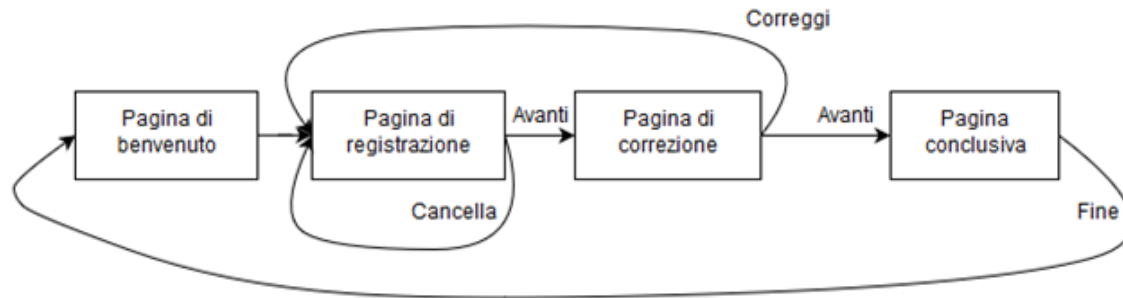 Correggi
Pagina di
benvenuto
Pagina di
registrazione
Avanti
Pagina di
correzione
Avanti
Pagina
conclusiva
Cancella
Fine